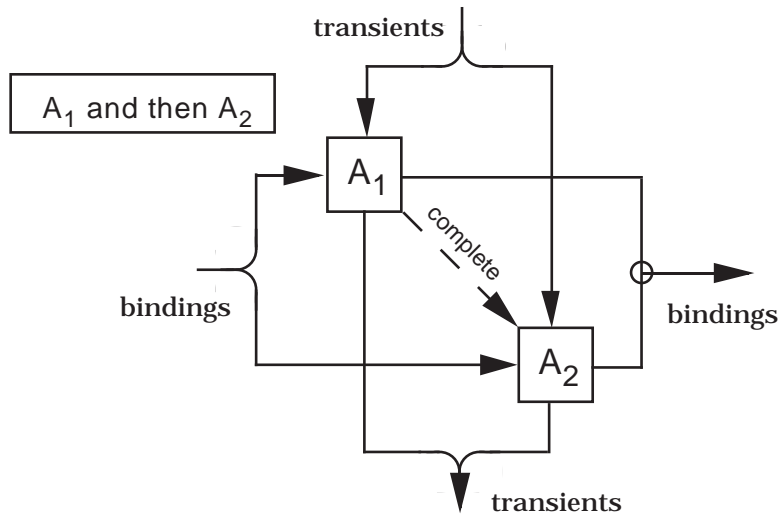 transients
A₁ and then A₂
A₁
complete
bindings
bindings
A₂
transients